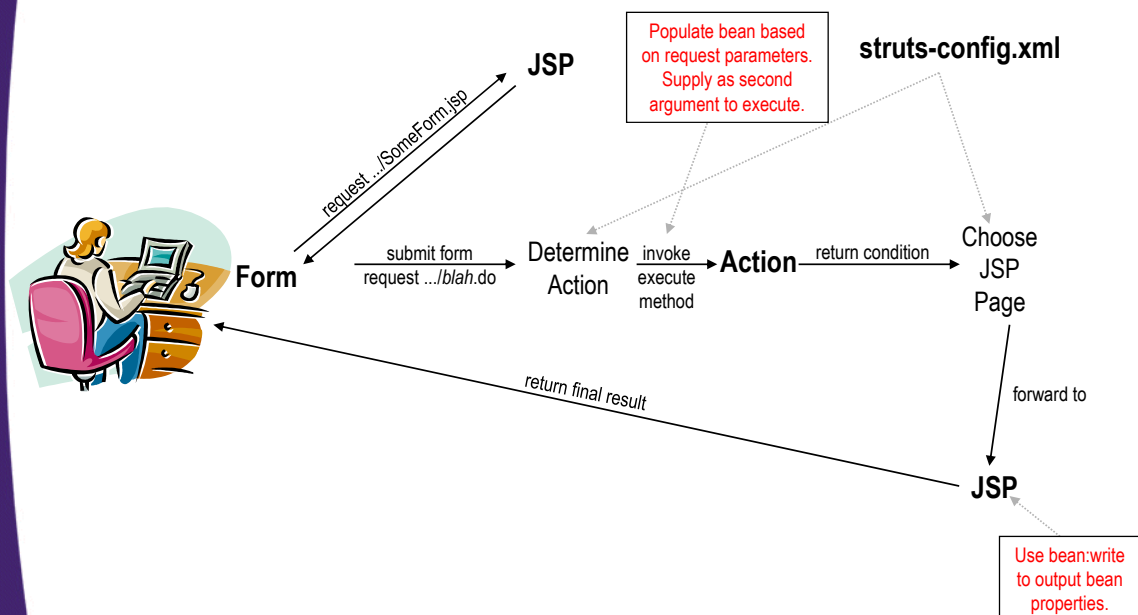 Populate bean based
on request parameters.
Supply as second
argument to execute.
struts-config.xml
JSP
request .../SomeForm.jsp
Form
submit form
request .../blah.do
Determine
Action
invoke
execute
method
Action
return condition
Choose
JSP
Page
return final result
forward to
JSP
Use bean:write
to output bean
properties.